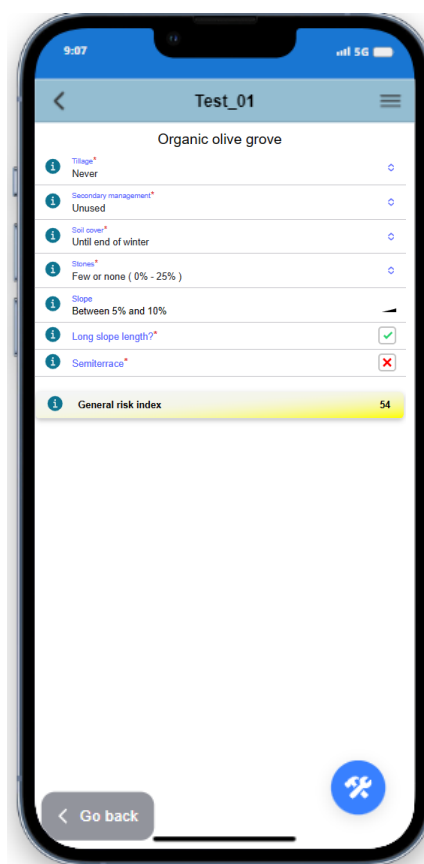 9:07
5G
Test_01
Organic olive grove
Tillage*
Never
Secondary management*
Unused
Soil cover*
Until end of winter
Stones*
Few or none ( 0% - 25% )
Slope
Between 5% and 10%
Long slope length?*
Semiterrace*
General risk index 54
Go back